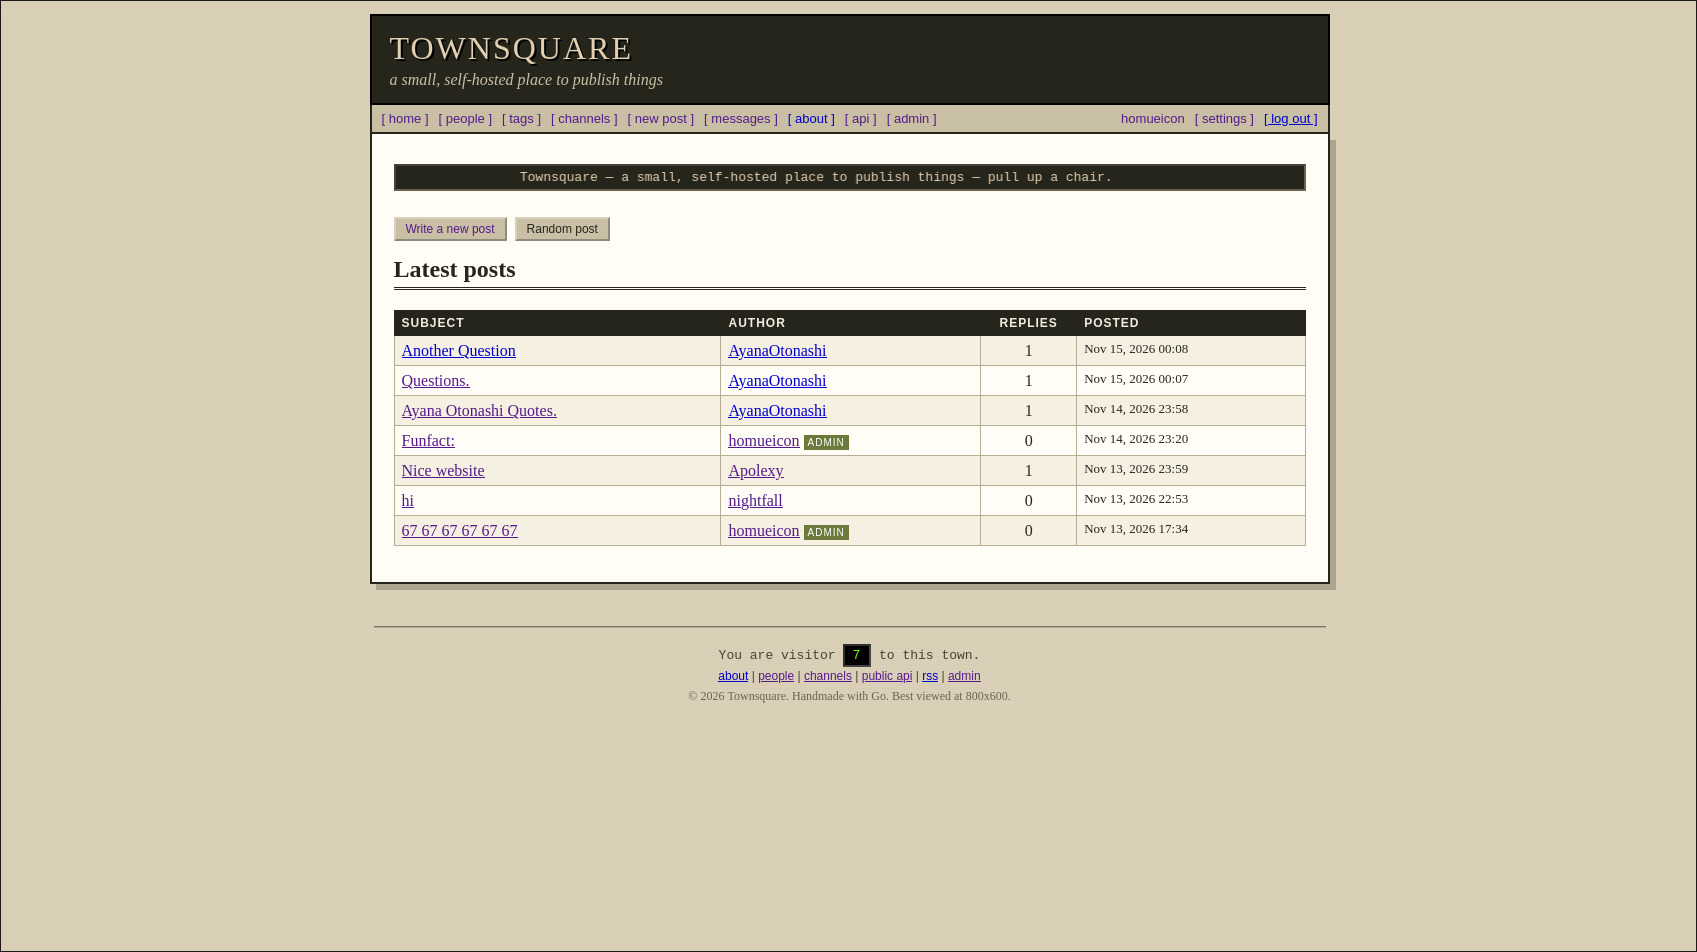 TOWNSQUARE
a small, self-hosted place to publish things
[ home ] [ people ] [ tags ] [ channels ] [ new post ] [ messages ] [ about ] [ api ] [ admin ] homueicon [ settings ] [ log out ]
Townsquare — a small, self-hosted place to publish things — pull up a chair.
Write a new post Random post
Latest posts
SUBJECT AUTHOR REPLIES POSTED
Another Question AyanaOtonashi 1 Nov 15, 2026 00:08
Questions. AyanaOtonashi 1 Nov 15, 2026 00:07
Ayana Otonashi Quotes. AyanaOtonashi 1 Nov 14, 2026 23:58
Funfact: homueicon ADMIN 0 Nov 14, 2026 23:20
Nice website Apolexy 1 Nov 13, 2026 23:59
hi nightfall 0 Nov 13, 2026 22:53
67 67 67 67 67 67 homueicon ADMIN 0 Nov 13, 2026 17:34
You are visitor 7 to this town.
about | people | channels | public api | rss | admin
© 2026 Townsquare. Handmade with Go. Best viewed at 800x600.